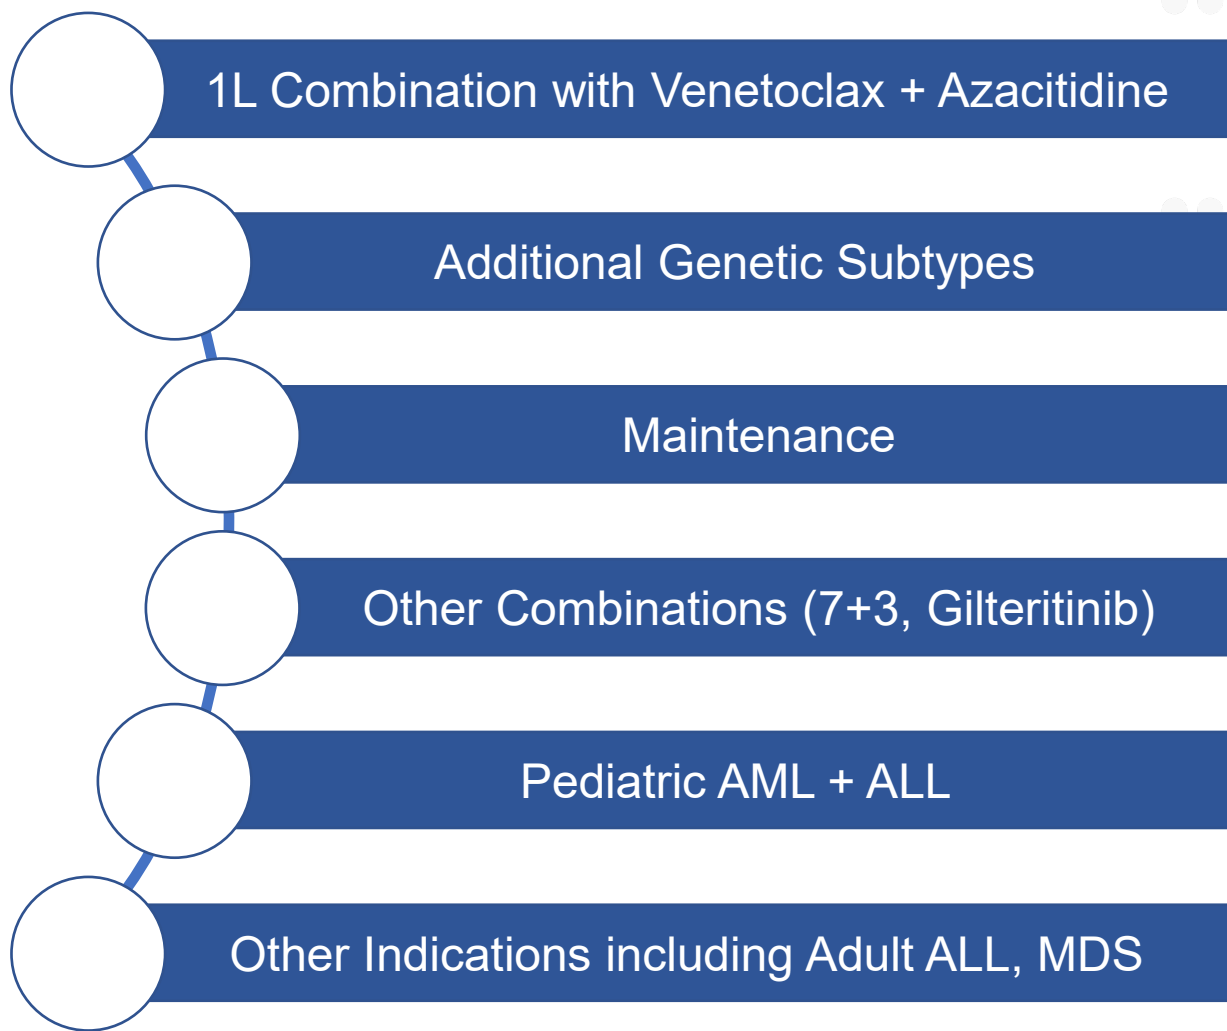 1L Combination with Venetoclax + Azacitidine
Additional Genetic Subtypes
Maintenance
Other Combinations (7+3, Gilteritinib)
Pediatric AML + ALL
Other Indications including Adult ALL, MDS